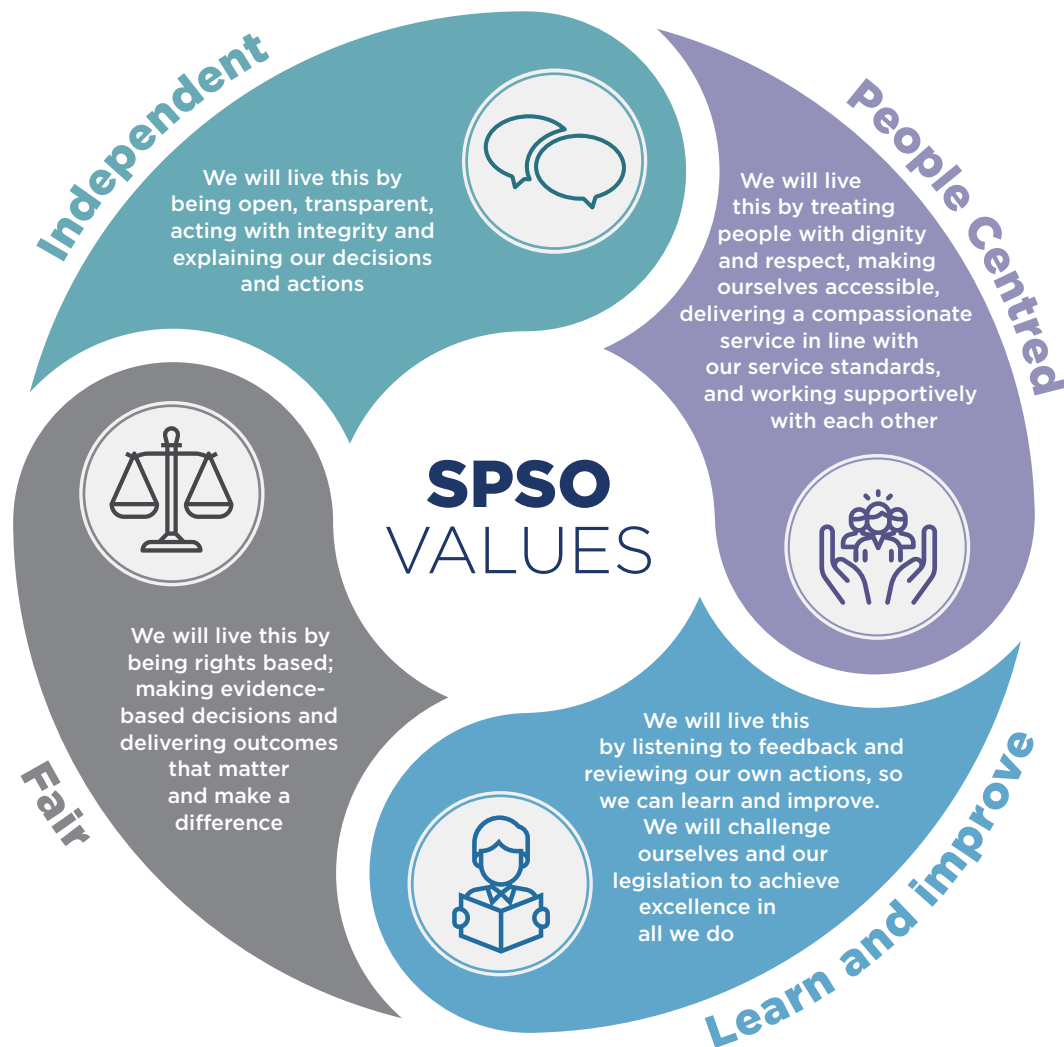 Independent
We will live this by
being open, transparent,
acting with integrity and
explaining our decisions
and actions
People Centred
We will live
this by treating
people with dignity
and respect, making
ourselves accessible,
delivering a compassionate
service in line with
our service standards,
and working supportively
with each other
SPSO
VALUES
Fair
We will live this by
being rights based;
making evidence-
based decisions and
delivering outcomes
that matter
and make a
difference
Learn and improve
We will live this
by listening to feedback and
reviewing our own actions, so
we can learn and improve.
We will challenge
ourselves and our
legislation to achieve
excellence in
all we do